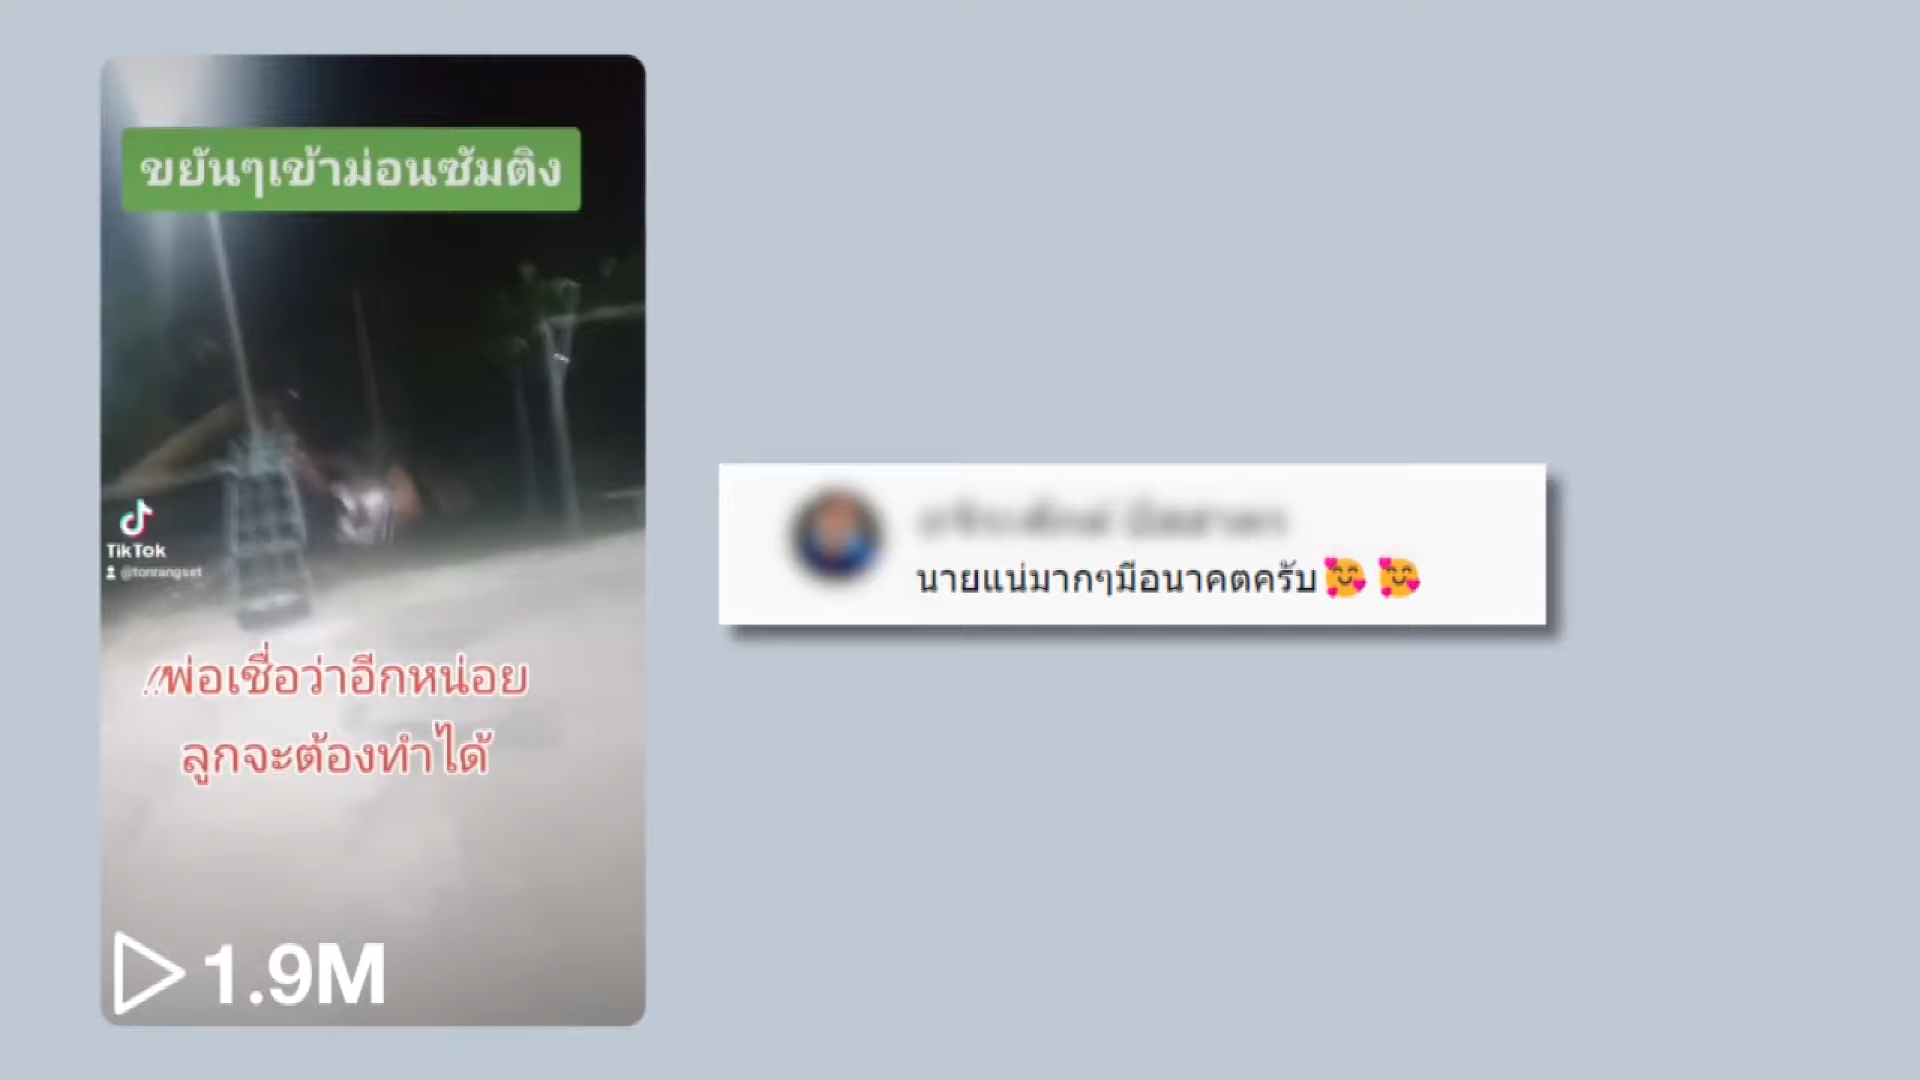 ขยันๆเข้าม่อนซัมติง
TikTok
@tonrangset
//พ่อเชื่อว่าอีกหน่อย
ลูกจะต้องทำได้
1.9M
นายแน่มากๆมีอนาคตครับ🥰 🥰